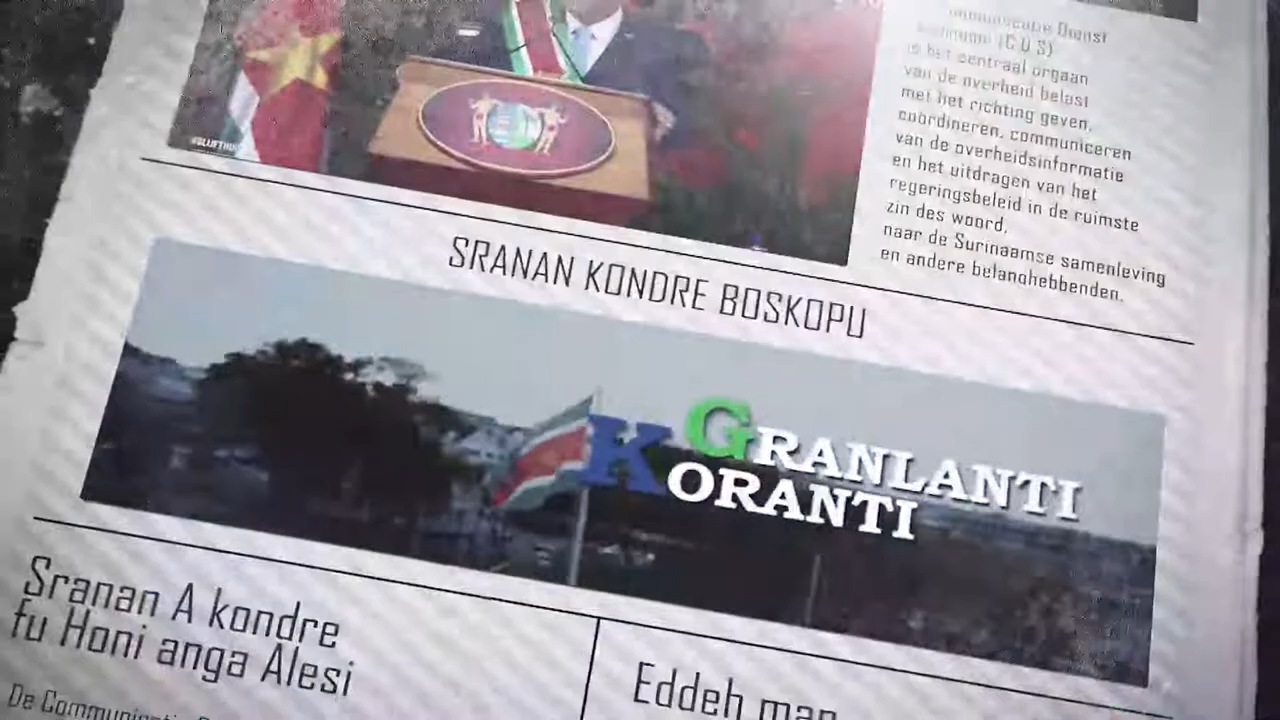 Dienst
(C D S)
is het centraal orgaan
van de overheid belast
met het richting geven,
coördineren, communiceren
van de overheidsinformatie
en het uitdragen van het
regeringsbeleid in de ruimste
zin des woord,
naar de Surinaamse samenleving
en andere belanghebbenden.
SRANAN KONDRE BOSKOPU
GRANLANTI
KORANTI
Sranan A kondre
fu Honi anga Alesi
De
Eddeh man